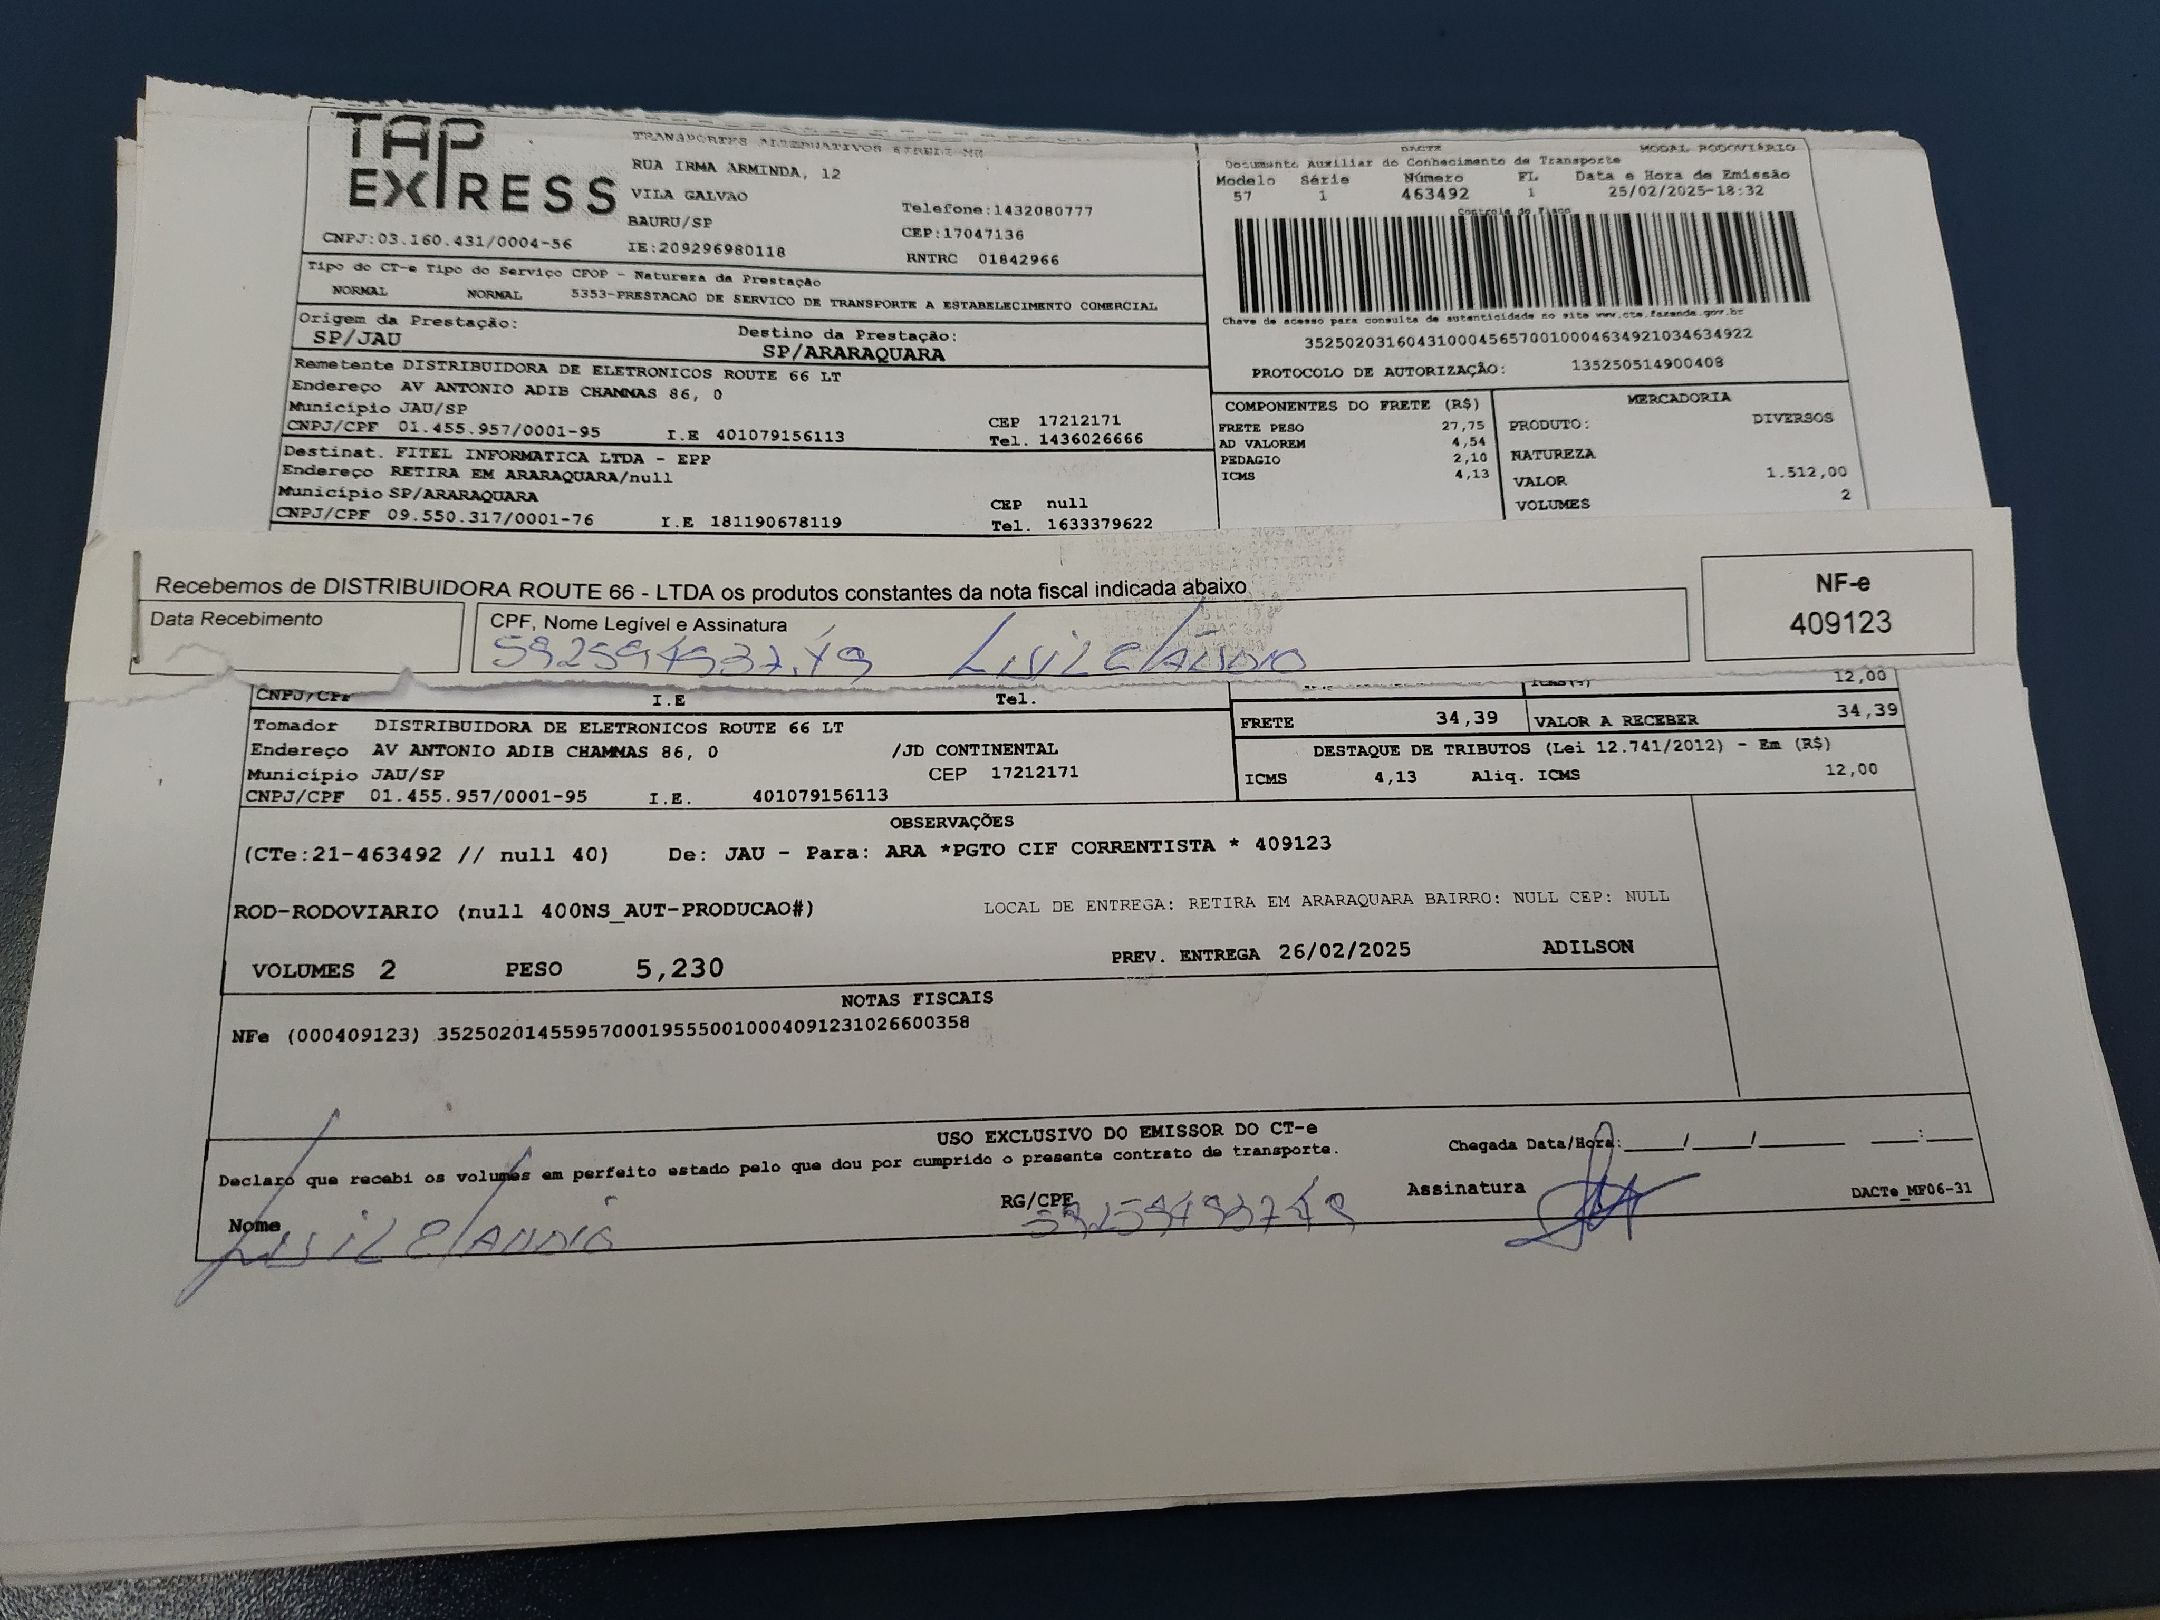 TAP
EXPRESS
TRANSPORTES ALTERNATIVOS
RUA IRMA ARMINDA, 12
VILA GALVAO
BAURU/SP
IE:209296980118
Telefone:1432080777
CEP:17047136
RNTRC 01842966
CNPJ:03.160.431/0004-56
DACTE MODAL RODOVIÁRIO
Documento Auxiliar do Conhecimento de Transporte
Modelo Série Número FL Data e Hora de Emissão
57 1 463492 1 25/02/2025-18:32
Controle do Fisco
Chave de acesso para consulta de autenticidade no site www.cte.fazenda.gov.br
35250203160431000456570010004634921034634922
PROTOCOLO DE AUTORIZAÇÃO: 135250514900408
Tipo do CT-e Tipo do Serviço CFOP - Natureza da Prestação
NORMAL NORMAL 5353-PRESTACAO DE SERVICO DE TRANSPORTE A ESTABELECIMENTO COMERCIAL
Origem da Prestação: Destino da Prestação:
SP/JAU SP/ARARAQUARA
Remetente DISTRIBUIDORA DE ELETRONICOS ROUTE 66 LT
Endereço AV ANTONIO ADIB CHAMMAS 86, 0
Município JAU/SP CEP 17212171
CNPJ/CPF 01.455.957/0001-95 I.E 401079156113 Tel. 1436026666
Destinat. FITEL INFORMATICA LTDA - EPP
Endereço RETIRA EM ARARAQUARA/null
Município SP/ARARAQUARA CEP null
CNPJ/CPF 09.550.317/0001-76 I.E 181190678119 Tel. 1633379622
COMPONENTES DO FRETE (R$)
FRETE PESO 27,75
AD VALOREM 4,54
PEDAGIO 2,10
ICMS 4,13
MERCADORIA
PRODUTO: DIVERSOS
NATUREZA
VALOR 1.512,00
VOLUMES 2
Recebemos de DISTRIBUIDORA ROUTE 66 - LTDA os produtos constantes da nota fiscal indicada abaixo
Data Recebimento
CPF, Nome Legível e Assinatura
NF-e
409123
CNPJ/CPF I.E Tel.
12,00
Tomador DISTRIBUIDORA DE ELETRONICOS ROUTE 66 LT
Endereço AV ANTONIO ADIB CHAMMAS 86, 0 /JD CONTINENTAL
Município JAU/SP CEP 17212171
CNPJ/CPF 01.455.957/0001-95 I.E. 401079156113
FRETE 34,39 VALOR A RECEBER 34,39
DESTAQUE DE TRIBUTOS (Lei 12.741/2012) - Em (R$)
ICMS 4,13 Aliq. ICMS 12,00
OBSERVAÇÕES
(CTe:21-463492 // null 40) De: JAU - Para: ARA *PGTO CIF CORRENTISTA * 409123
ROD-RODOVIARIO (null 400NS_AUT-PRODUCAO#) LOCAL DE ENTREGA: RETIRA EM ARARAQUARA BAIRRO: NULL CEP: NULL
VOLUMES 2 PESO 5,230 PREV. ENTREGA 26/02/2025 ADILSON
NOTAS FISCAIS
NFe (000409123) 35250201455957000195550010004091231026600358
USO EXCLUSIVO DO EMISSOR DO CT-e
Declaro que recebi os volumes em perfeito estado pelo que dou por cumprido o presente contrato de transporte.
Chegada Data/Hora:____/____/______ ___:___
Nome RG/CPF Assinatura
DACTe_MF06-31